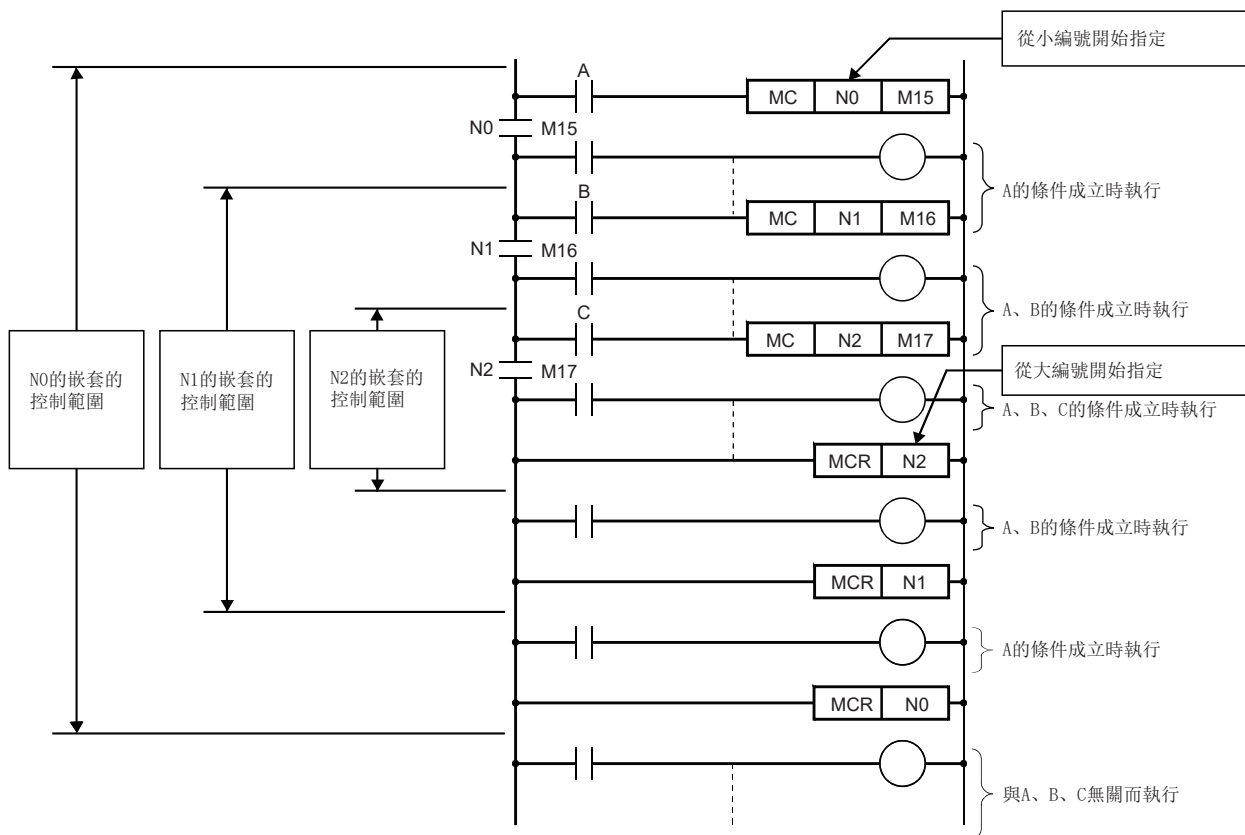 從小編號開始指定
A
MC N0 M15
N0 M15
A的條件成立時執行
B
MC N1 M16
N1 M16
A、B的條件成立時執行
C
MC N2 M17
N2 M17
從大編號開始指定
N0的嵌套的
控制範圍
N1的嵌套的
控制範圍
N2的嵌套的
控制範圍
A、B、C的條件成立時執行
MCR N2
A、B的條件成立時執行
MCR N1
A的條件成立時執行
MCR N0
與A、B、C無關而執行